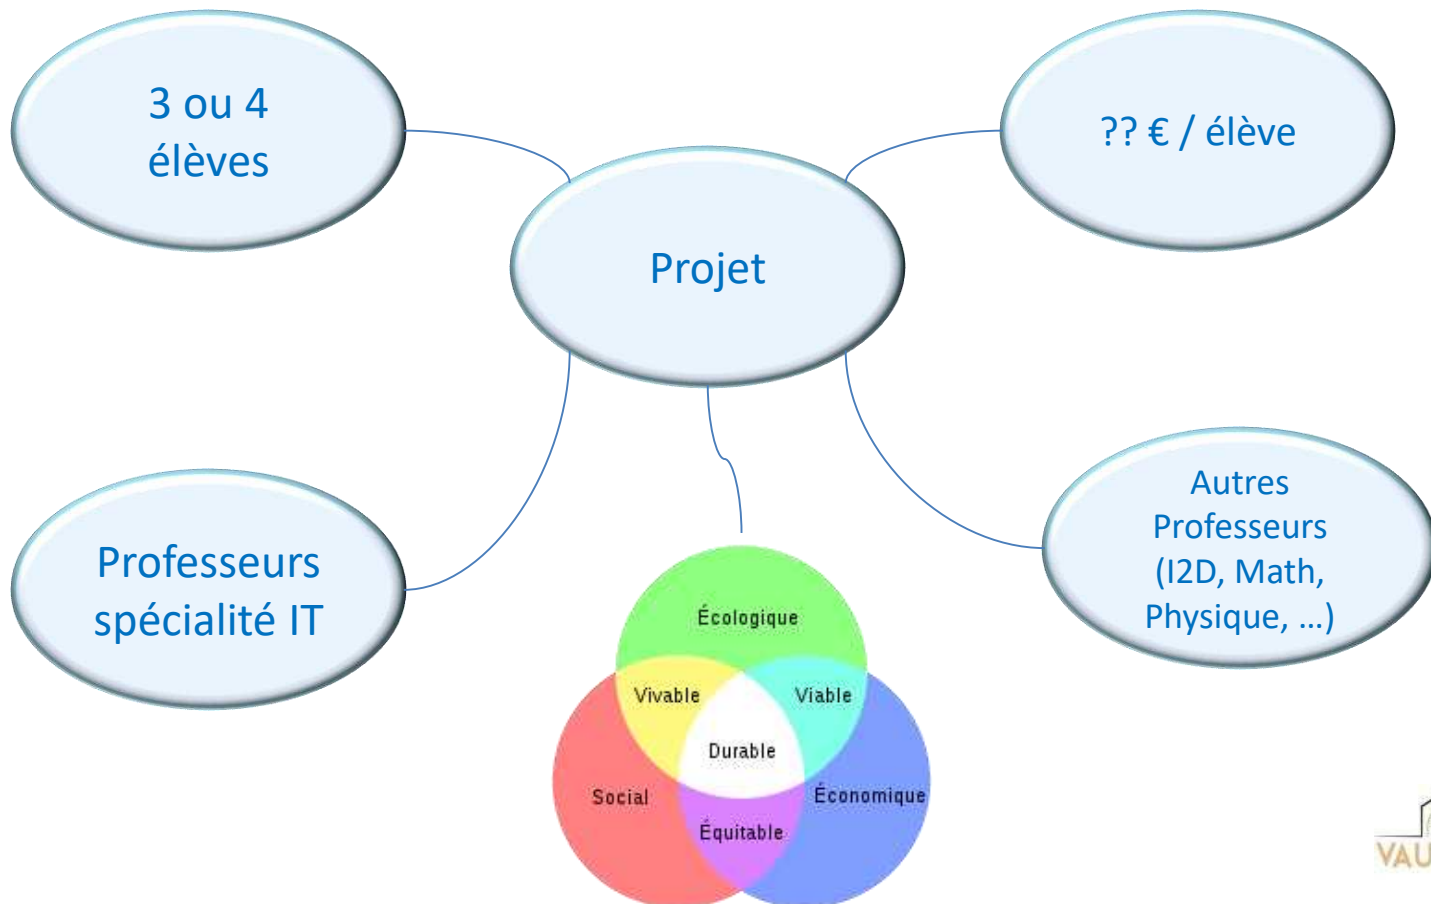 3 ou 4
élèves
?? € / élève
Projet
Professeurs
spécialité IT
Autres
Professeurs
(I2D, Math,
Physique, ...)
Écologique
Vivable
Viable
Durable
Social
Économique
Équitable
VAU